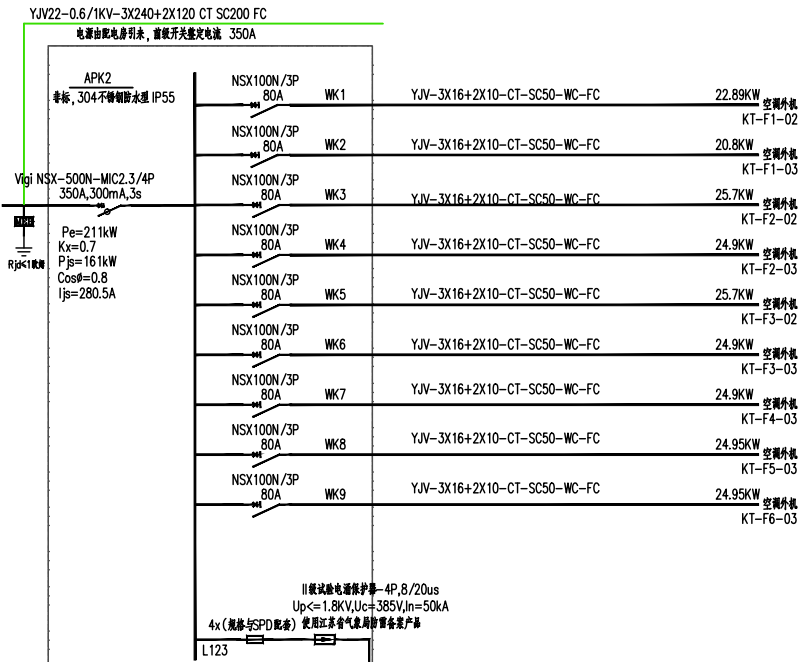 YJV22-0.6/1KV-3X240+2X120 CT SC200 FC
电源由配电房引来,首级开关整定电流 350A
APK2
非标,304不锈钢防水型 IP55
Vigi NSX-500N-MIC2.3/4P
350A,300mA,3s
MEB
Rjd<1欧姆
Pe=211kW
Kx=0.7
Pjs=161kW
CosØ=0.8
Ijs=280.5A
NSX100N/3P
80A
WK1
YJV-3X16+2X10-CT-SC50-WC-FC
22.89KW
空调外机
KT-F1-02
NSX100N/3P
80A
WK2
YJV-3X16+2X10-CT-SC50-WC-FC
20.8KW
空调外机
KT-F1-03
NSX100N/3P
80A
WK3
YJV-3X16+2X10-CT-SC50-WC-FC
25.7KW
空调外机
KT-F2-02
NSX100N/3P
80A
WK4
YJV-3X16+2X10-CT-SC50-WC-FC
24.9KW
空调外机
KT-F2-03
NSX100N/3P
80A
WK5
YJV-3X16+2X10-CT-SC50-WC-FC
25.7KW
空调外机
KT-F3-02
NSX100N/3P
80A
WK6
YJV-3X16+2X10-CT-SC50-WC-FC
24.9KW
空调外机
KT-F3-03
NSX100N/3P
80A
WK7
YJV-3X16+2X10-CT-SC50-WC-FC
24.9KW
空调外机
KT-F4-03
NSX100N/3P
80A
WK8
YJV-3X16+2X10-CT-SC50-WC-FC
24.95KW
空调外机
KT-F5-03
NSX100N/3P
80A
WK9
YJV-3X16+2X10-CT-SC50-WC-FC
24.95KW
空调外机
KT-F6-03
II级试验电涌保护器-4P,8/20us
Up<=1.8KV,Uc=385V,In=50kA
4x(规格与SPD配套) 使用江苏省气象局防雷备案产品
L123